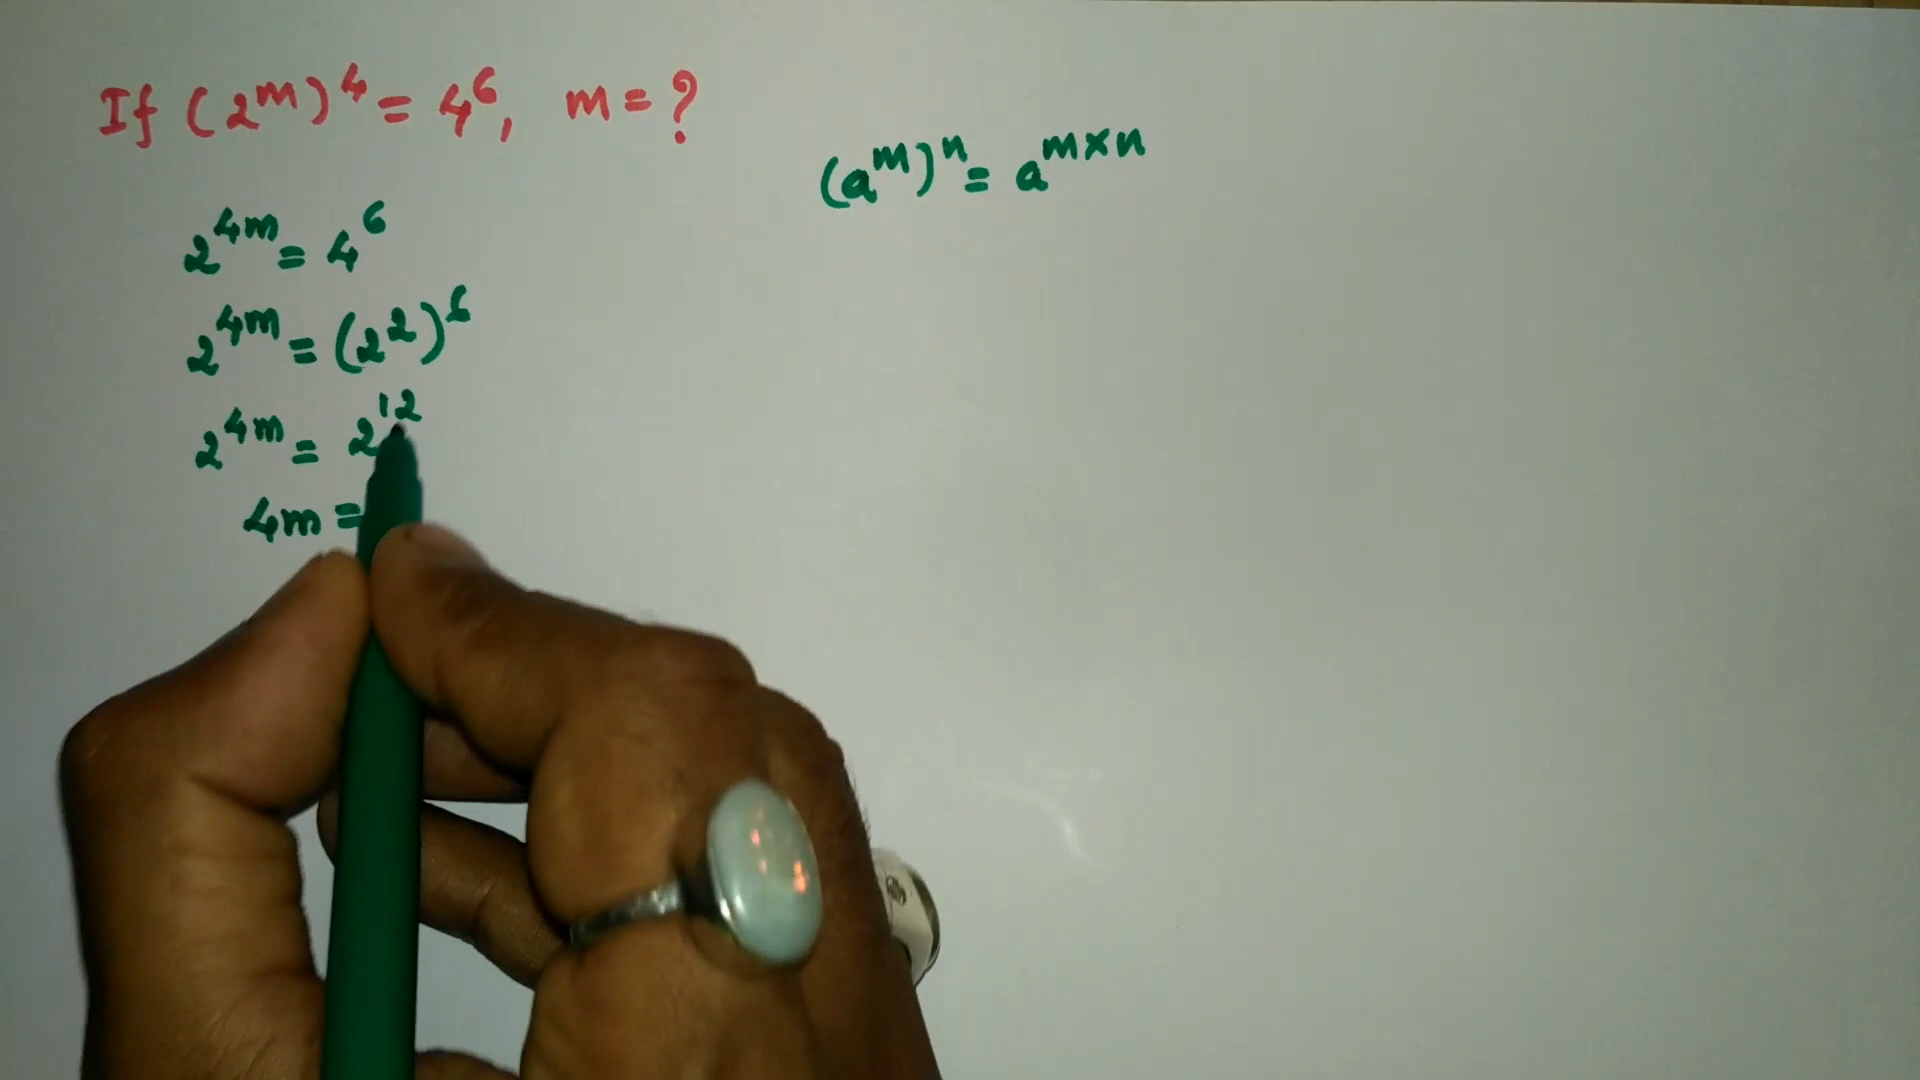 If (2^m)^4 = 4^6, m = ?
(a^m)^n = a^m×n
2^4m = 4^6
2^4m = (2^2)^6
2^4m = 2^12
4m =